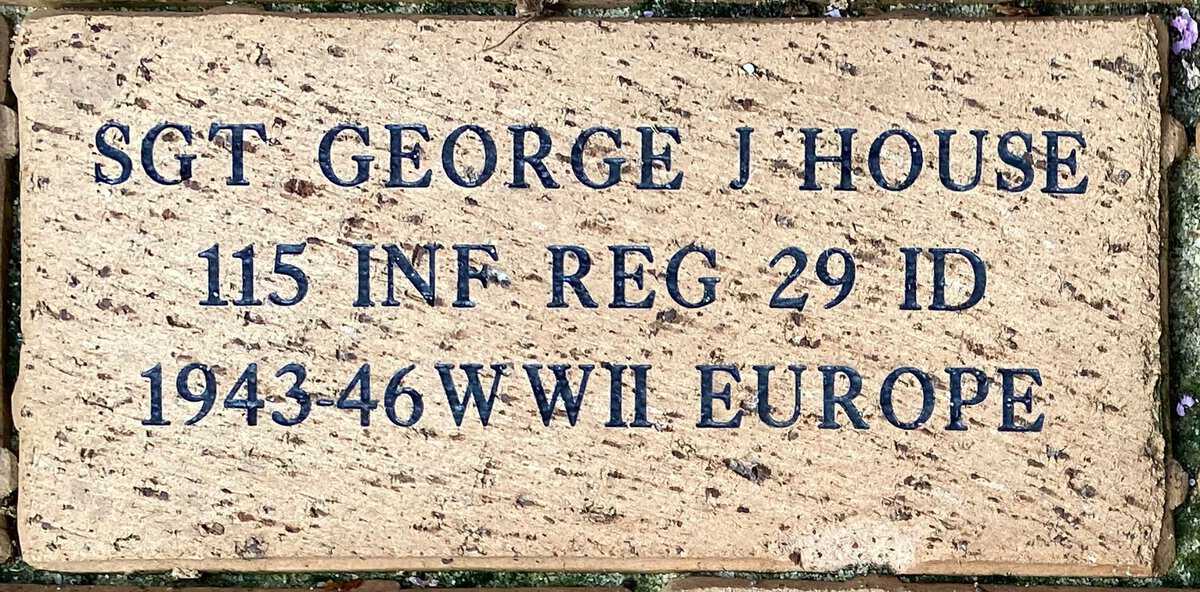 SGT GEORGE J HOUSE
115 INF REG 29 ID
1943-46 WWII EUROPE